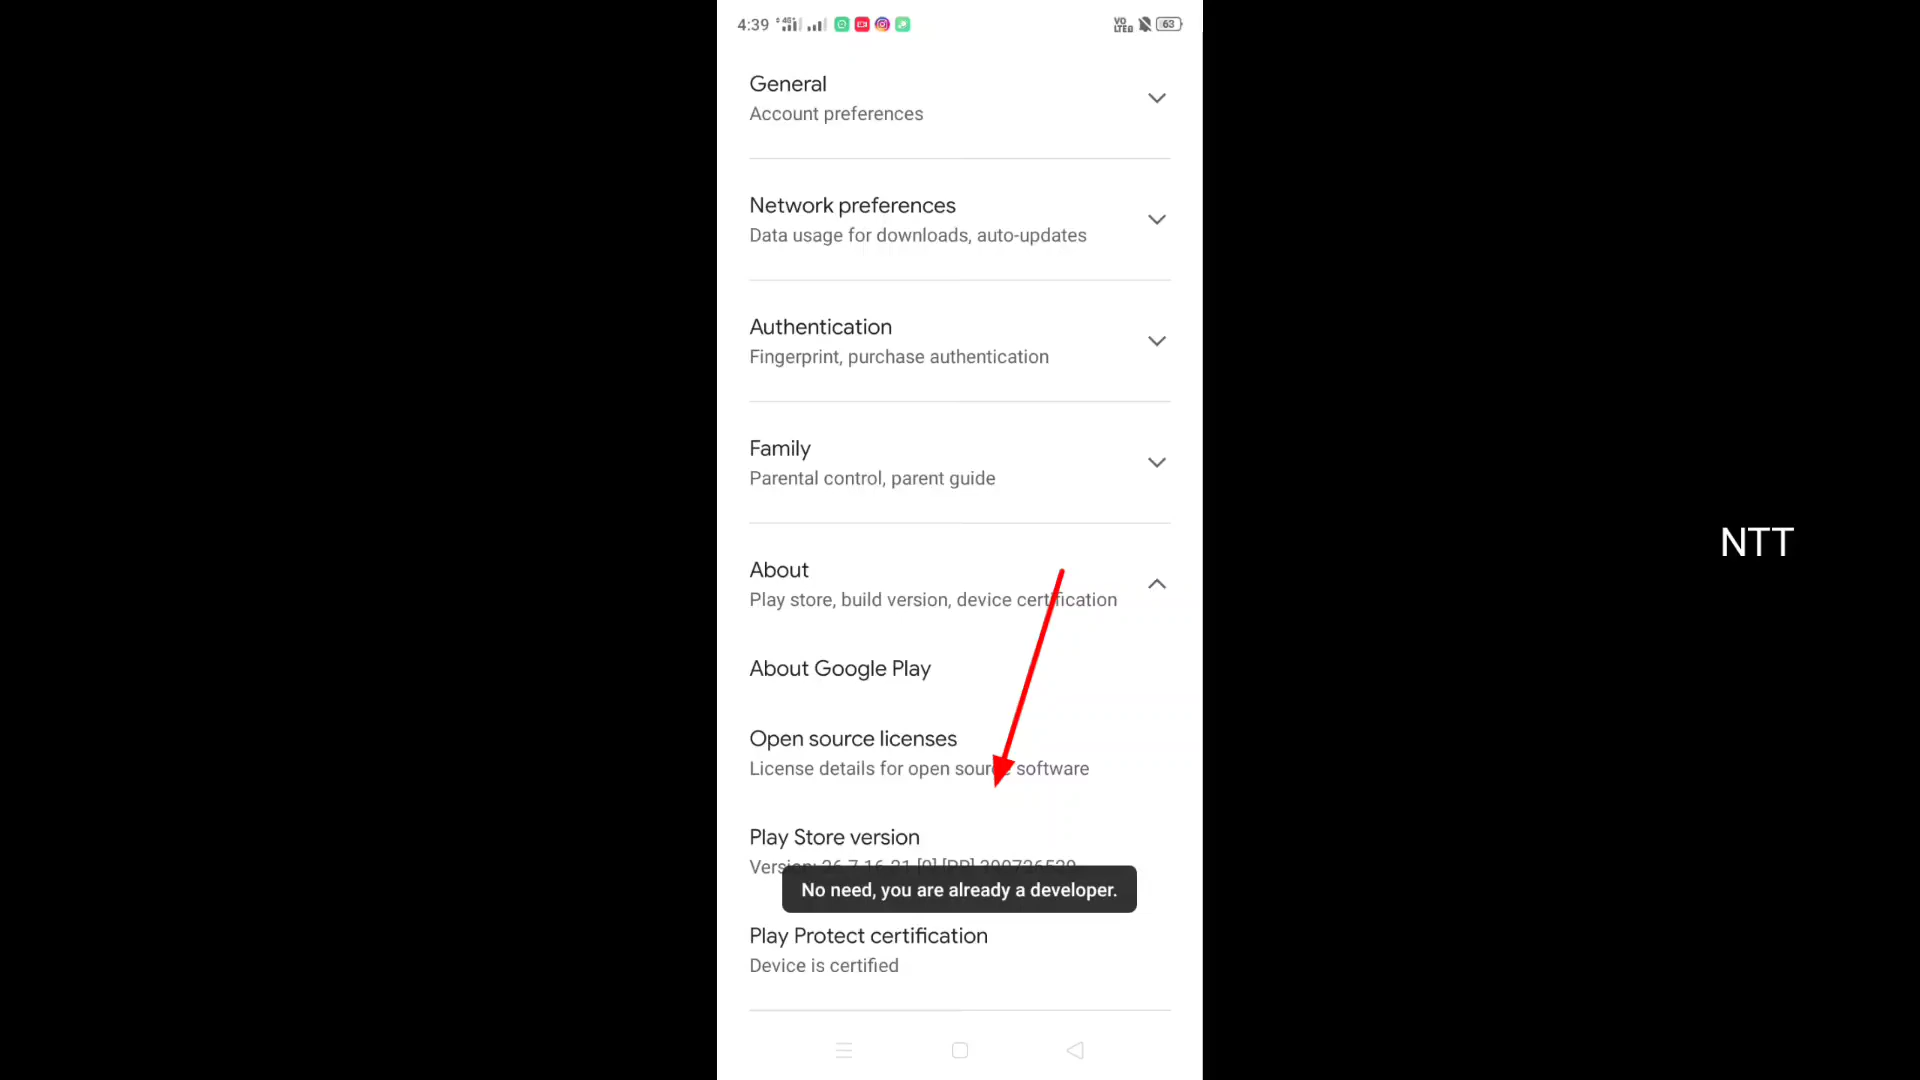 4:39
VO
LTE
63
General
Account preferences
Network preferences
Data usage for downloads, auto-updates
Authentication
Fingerprint, purchase authentication
Family
Parental control, parent guide
About
Play store, build version, device certification
NTT
About Google Play
Open source licenses
License details for open source software
Play Store version
No need, you are already a developer.
Play Protect certification
Device is certified